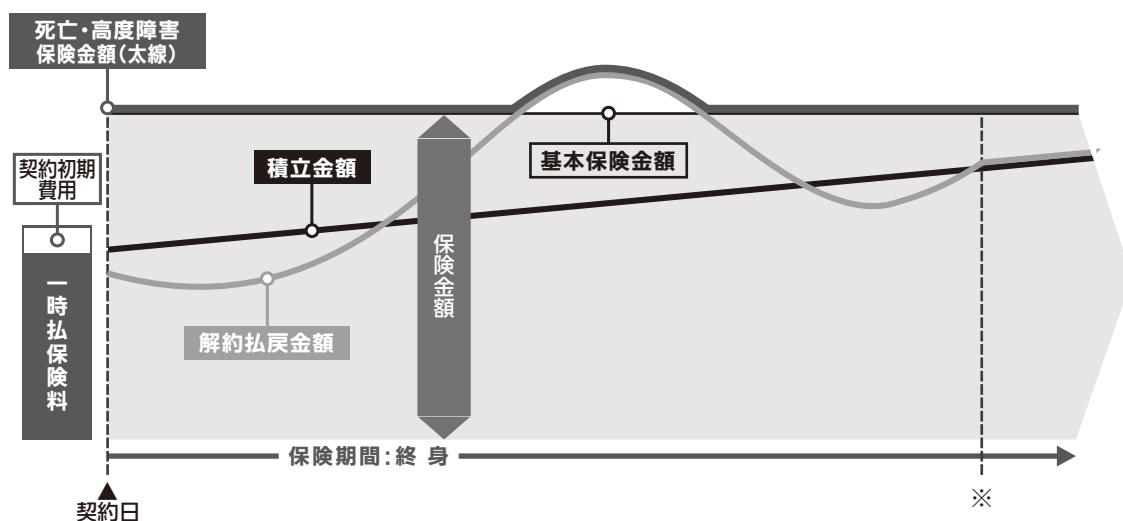 死亡・高度障害
保険金額(太線)
契約初期
費用
積立金額
基本保険金額
一時払保険料
保険金額
解約払戻金額
保険期間:終身
契約日
※